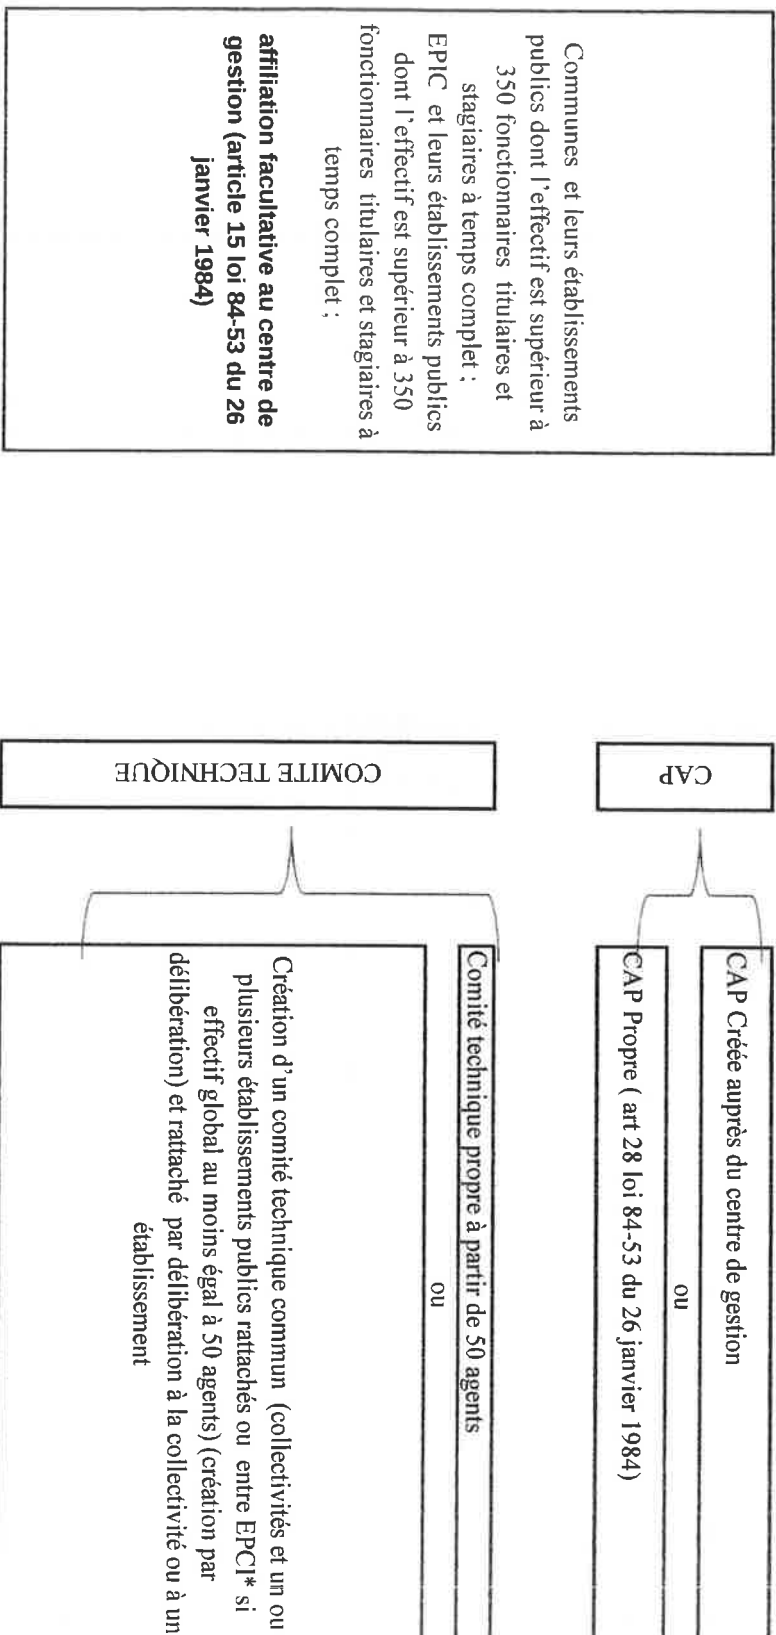 Communes et leurs établissements
publics dont l'effectif est supérieur à
350 fonctionnaires titulaires et
stagiaires à temps complet ;
EPIC et leurs établissements publics
dont l'effectif est supérieur à 350
fonctionnaires titulaires et stagiaires à
temps complet ;
affiliation facultative au centre de
gestion (article 15 loi 84-53 du 26
janvier 1984)
CAP
CAP Créée auprès du centre de gestion
ou
CAP Propre ( art 28 loi 84-53 du 26 janvier 1984)
COMITE TECHNIQUE
Comité technique propre à partir de 50 agents
ou
Création d'un comité technique commun (collectivités et un ou
plusieurs établissements publics rattachés ou entre EPCI* si
effectif global au moins égal à 50 agents) (création par
délibération) et rattaché par délibération à la collectivité ou à un
établissement